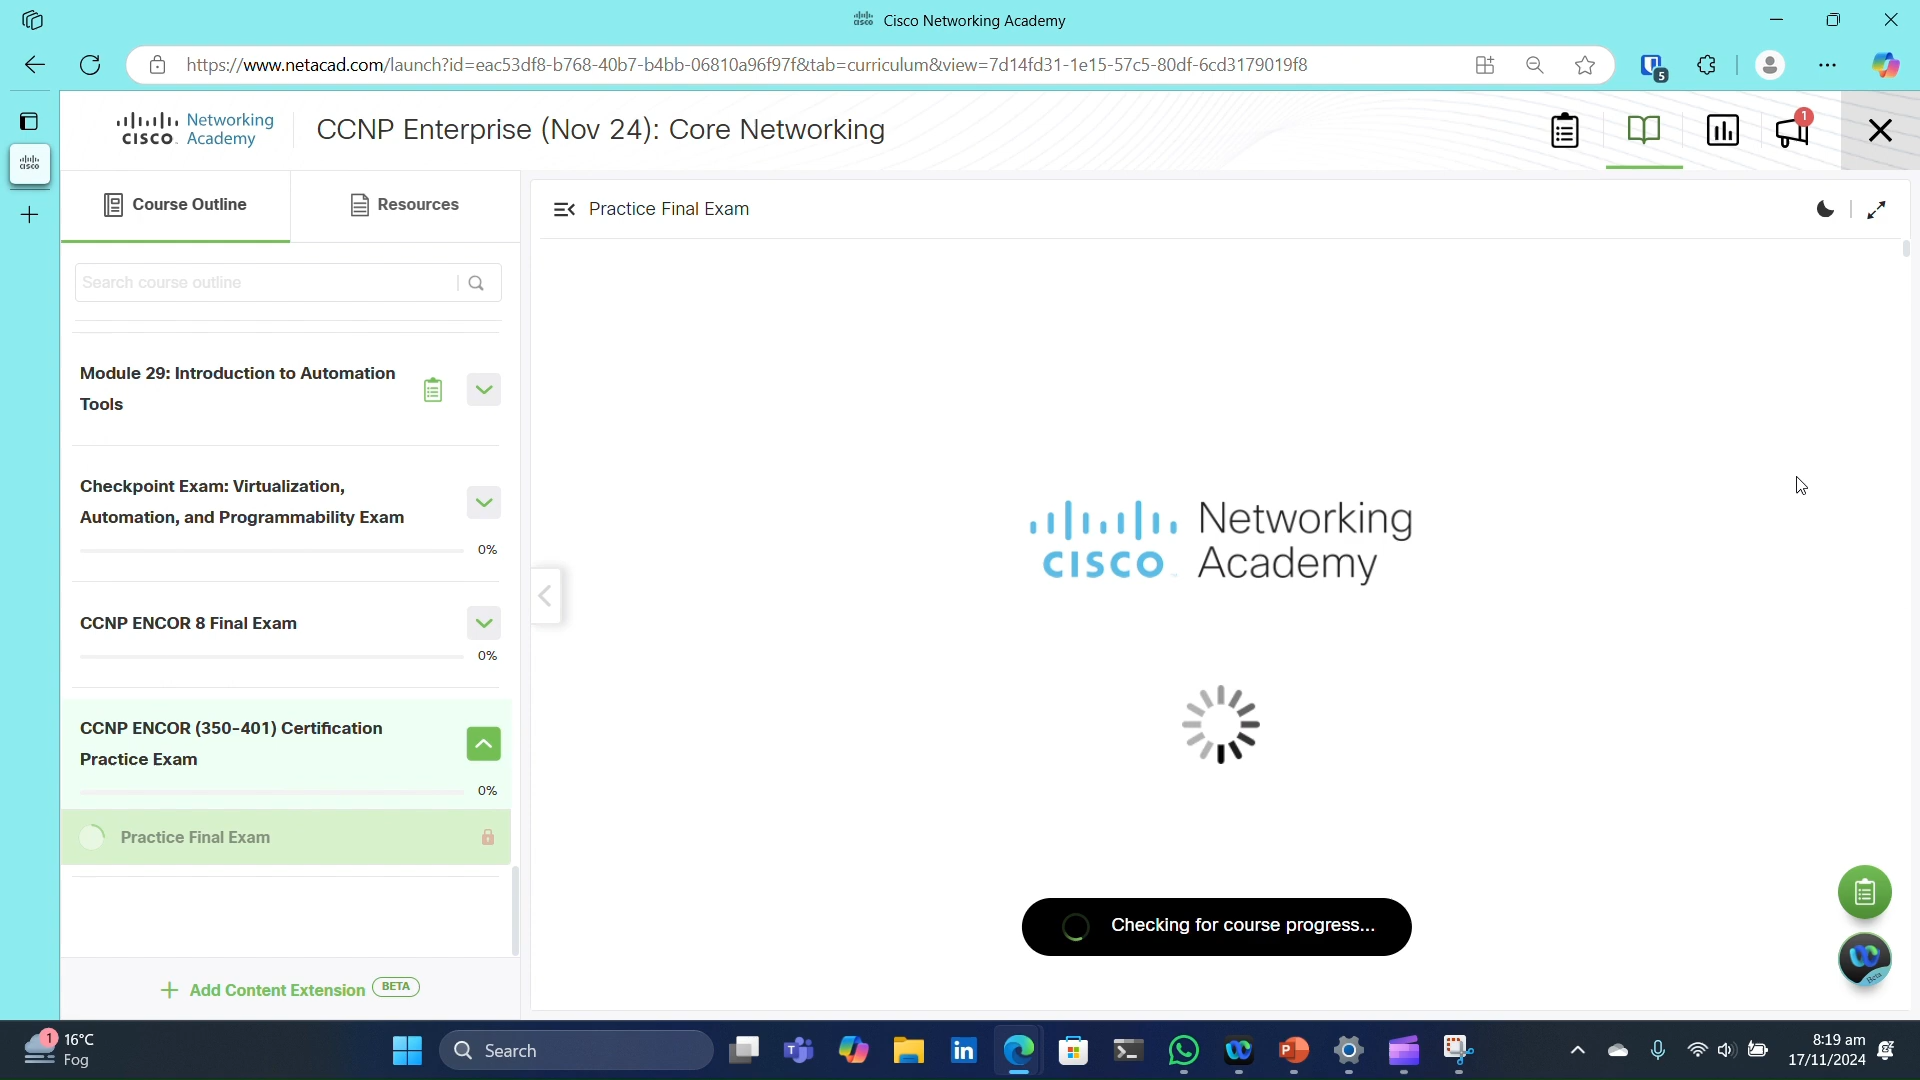 Cisco Networking Academy
https://www.netacad.com/launch?id=eac53df8-b768-40b7-b4bb-06810a96f97f&tab=curriculum&view=7d14fd31-1e15-57c5-80df-6cd3179019f8
5
cisco
Networking
Academy
CISCO
CCNP Enterprise (Nov 24): Core Networking
1
Course Outline
Resources
Practice Final Exam
Search course outline
Module 29: Introduction to Automation
Tools
Checkpoint Exam: Virtualization,
Automation, and Programmability Exam
0%
CCNP ENCOR 8 Final Exam
0%
CCNP ENCOR (350-401) Certification
Practice Exam
0%
Practice Final Exam
Add Content Extension BETA
Networking
CISCO Academy
Checking for course progress...
Beta
1
16°C
Fog
Search
8:19 am
17/11/2024